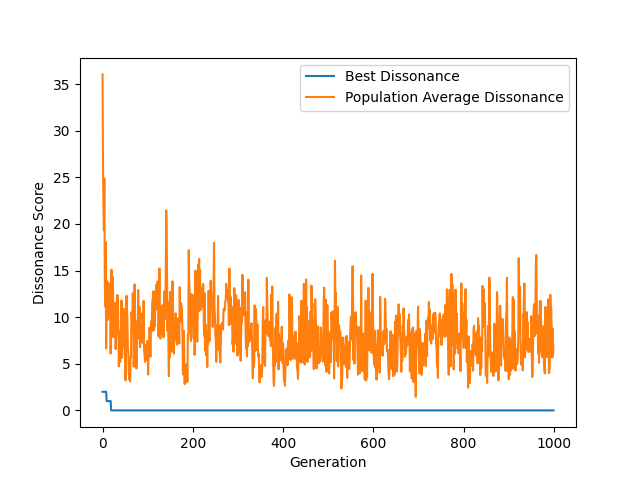 Best Dissonance
Population Average Dissonance
35
30
25
20
15
10
5
0
Dissonance Score
0 200 400 600 800 1000
Generation